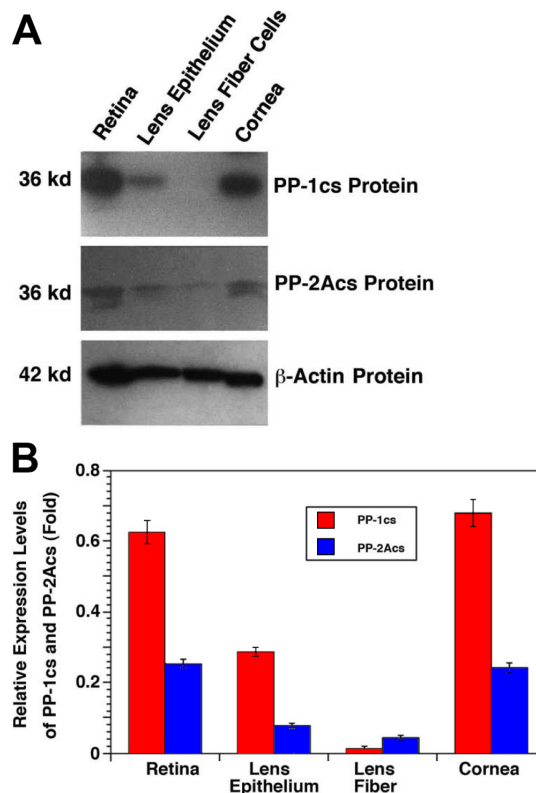 A
Retina
Lens Epithelium
Lens Fiber Cells
Cornea
36 kd
PP-1cs Protein
36 kd
PP-2Acs Protein
42 kd
β-Actin Protein
B
Relative Expression Levels
of PP-1cs and PP-2Acs (Fold)
0.8
0.6
0.4
0.2
0
PP-1cs
PP-2Acs
Retina
Lens
Epithelium
Lens
Fiber
Cornea